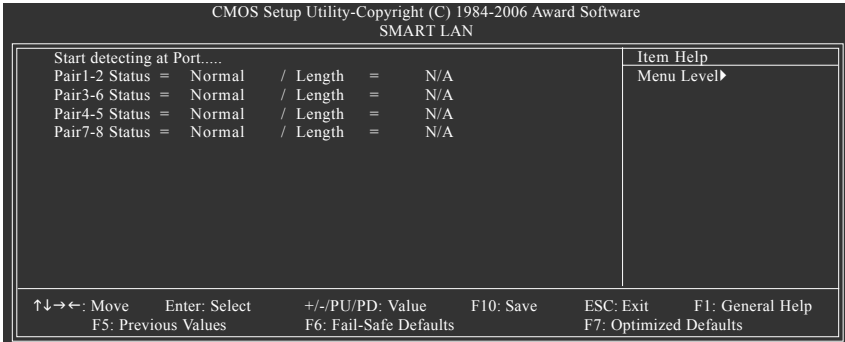 CMOS Setup Utility-Copyright (C) 1984-2006 Award Software
SMART LAN
Start detecting at Port.....
Pair1-2 Status = Normal / Length = N/A
Pair3-6 Status = Normal / Length = N/A
Pair4-5 Status = Normal / Length = N/A
Pair7-8 Status = Normal / Length = N/A
Item Help
Menu Level▶
↑↓→←: Move Enter: Select +/-/PU/PD: Value F10: Save ESC: Exit F1: General Help
F5: Previous Values F6: Fail-Safe Defaults F7: Optimized Defaults